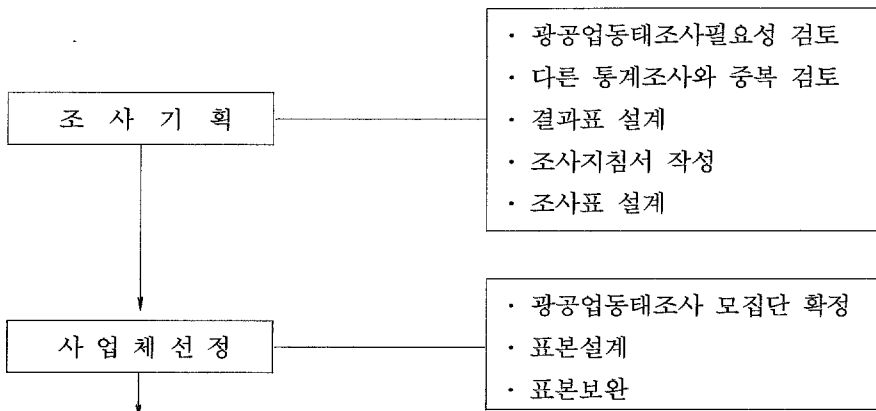 조 사 기 획
· 광공업동태조사필요성 검토
· 다른 통계조사와 중복 검토
· 결과표 설계
· 조사지침서 작성
· 조사표 설계
사 업 체 선 정
· 광공업동태조사 모집단 확정
· 표본설계
· 표본보완